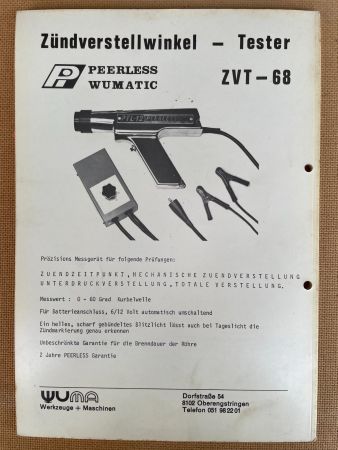 Zündverstellwinkel – Tester
PEERLESS
WUMATIC
ZVT–68
Präzisions Messgerät für folgende Prüfungen:
ZUENDZEITPUNKT, MECHANISCHE ZUENDVERSTELLUNG
UNTERDRUCKVERSTELLUNG, TOTALE VERSTELLUNG.
Messwert : 0 - 60 Grad Kurbelwelle
Für Batterieanschluss, 6/12 Volt automatisch umschaltend
Ein helles, scharf gebündeltes Blitzlicht lässt auch bei Tageslicht die
Zündmarkierung genau erkennen
Unbeschränkte Garantie für die Brenndauer der Röhre
2 Jahre PEERLESS Garantie
WUMA
Werkzeuge + Maschinen
Dorfstraße 54
8102 Oberengstringen
Telefon 051 98 22 01